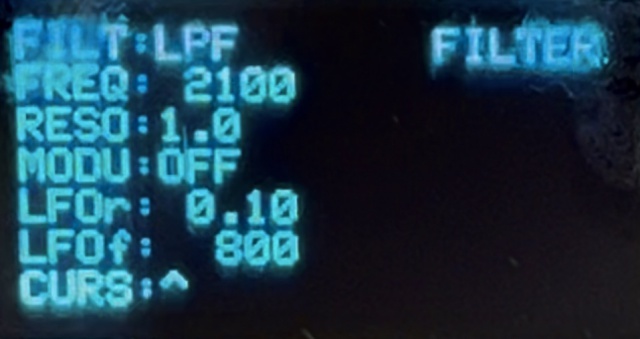 FILT:LPF FILTER
FREQ: 2100
RESO:1.0
MODU:OFF
LFOr: 0.10
LFOf: 800
CURS:^